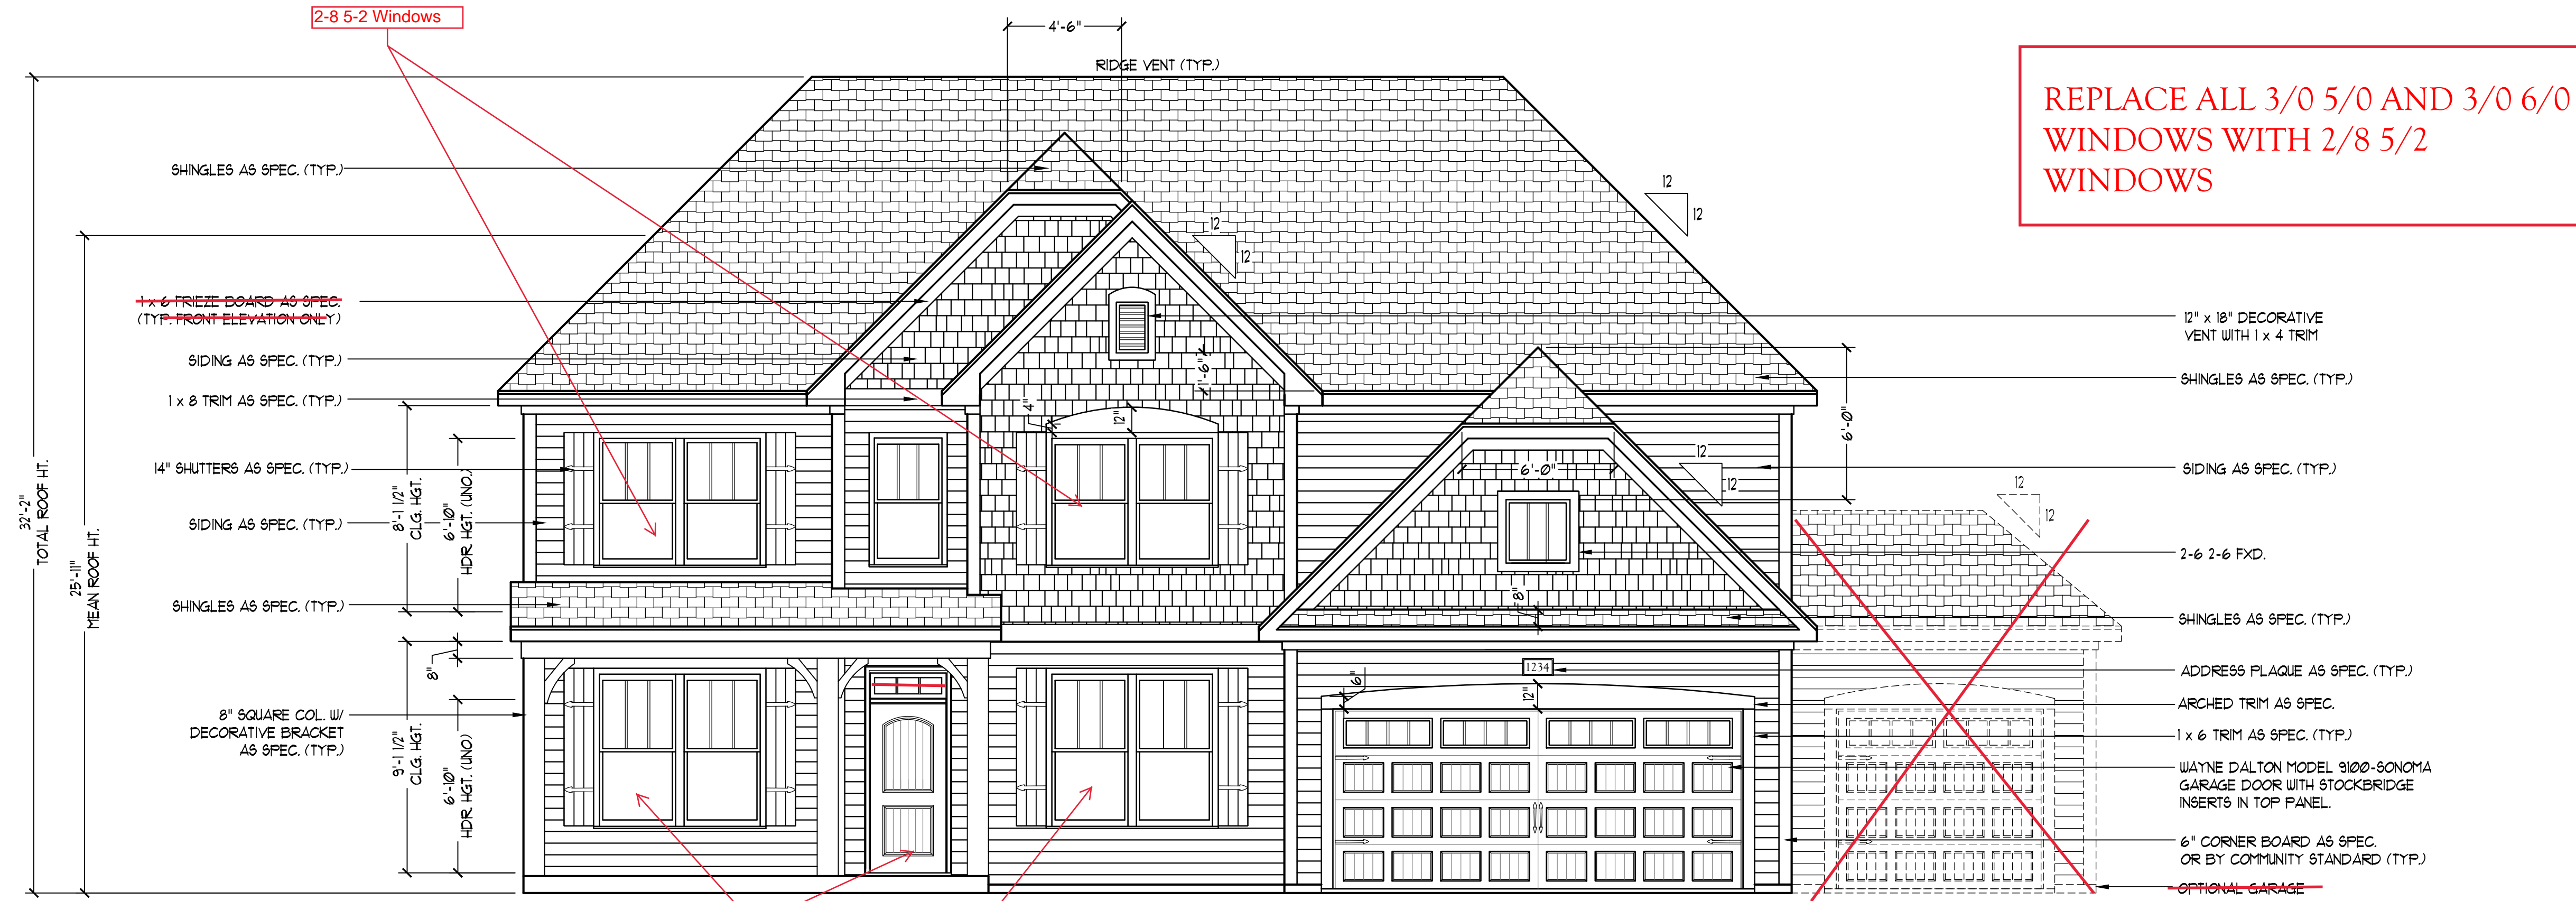 2-8 5-2 Windows
4'-6"
RIDGE VENT (TYP.)
REPLACE ALL 3/0 5/0 AND 3/0 6/0
WINDOWS WITH 2/8 5/2
WINDOWS
SHINGLES AS SPEC. (TYP.)
12
12
12
12
1 x 6 FRIEZE BOARD AS SPEC.
(TYP. FRONT ELEVATION ONLY)
SIDING AS SPEC. (TYP.)
1 x 8 TRIM AS SPEC. (TYP.)
14" SHUTTERS AS SPEC. (TYP.)
SIDING AS SPEC. (TYP.)
SHINGLES AS SPEC. (TYP.)
8" SQUARE COL. W/
DECORATIVE BRACKET
AS SPEC. (TYP.)
32'-2"
TOTAL ROOF HT.
25'-11"
MEAN ROOF HT.
8'-1 1/2"
CLG. HGT.
6'-10"
HDR. HGT. (UNO.)
8"
9'-1 1/2"
CLG. HGT.
6'-10"
HDR. HGT. (UNO)
4"
12"
6'-0"
12
12
6'-0"
8"
1234
6"
12"
12
12
12" x 18" DECORATIVE
VENT WITH 1 x 4 TRIM
SHINGLES AS SPEC. (TYP.)
SIDING AS SPEC. (TYP.)
2-6 2-6 FXD.
SHINGLES AS SPEC. (TYP.)
ADDRESS PLAQUE AS SPEC. (TYP.)
ARCHED TRIM AS SPEC.
1 x 6 TRIM AS SPEC. (TYP.)
WAYNE DALTON MODEL 9100-SONOMA
GARAGE DOOR WITH STOCKBRIDGE
INSERTS IN TOP PANEL.
6" CORNER BOARD AS SPEC.
OR BY COMMUNITY STANDARD (TYP.)
OPTIONAL GARAGE